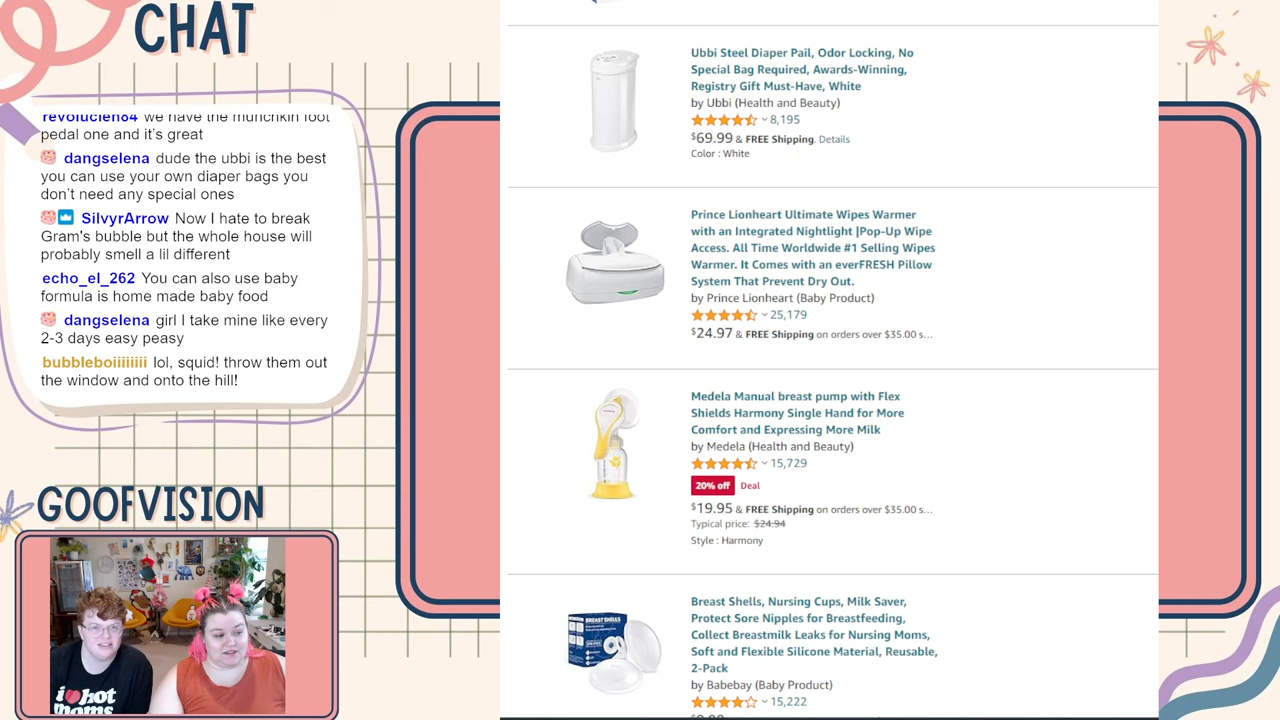 CHAT
revolucien84 we have the munchkin foot
pedal one and it's great
dangselena dude the ubbi is the best
you can use your own diaper bags you
don't need any special ones
SilvyrArrow Now I hate to break
Gram's bubble but the whole house will
probably smell a lil different
echo_el_262 You can also use baby
formula is home made baby food
dangselena girl I take mine like every
2-3 days easy peasy
bubbleboiiiiiiii lol, squid! throw them out
the window and onto the hill!
GOOFVISION
i hot
moms
Ubbi Steel Diaper Pail, Odor Locking, No
Special Bag Required, Awards-Winning,
Registry Gift Must-Have, White
by Ubbi (Health and Beauty)
8,195
$69.99 & FREE Shipping. Details
Color : White
Prince Lionheart Ultimate Wipes Warmer
with an Integrated Nightlight |Pop-Up Wipe
Access. All Time Worldwide #1 Selling Wipes
Warmer. It Comes with an everFRESH Pillow
System That Prevent Dry Out.
by Prince Lionheart (Baby Product)
25,179
$24.97 & FREE Shipping on orders over $35.00 s...
Medela Manual breast pump with Flex
Shields Harmony Single Hand for More
Comfort and Expressing More Milk
by Medela (Health and Beauty)
15,729
20% off Deal
$19.95 & FREE Shipping on orders over $35.00 s...
Typical price: $24.94
Style : Harmony
BREAST SHELLS
Breast Shells, Nursing Cups, Milk Saver,
Protect Sore Nipples for Breastfeeding,
Collect Breastmilk Leaks for Nursing Moms,
Soft and Flexible Silicone Material, Reusable,
2-Pack
by Babebay (Baby Product)
15,222